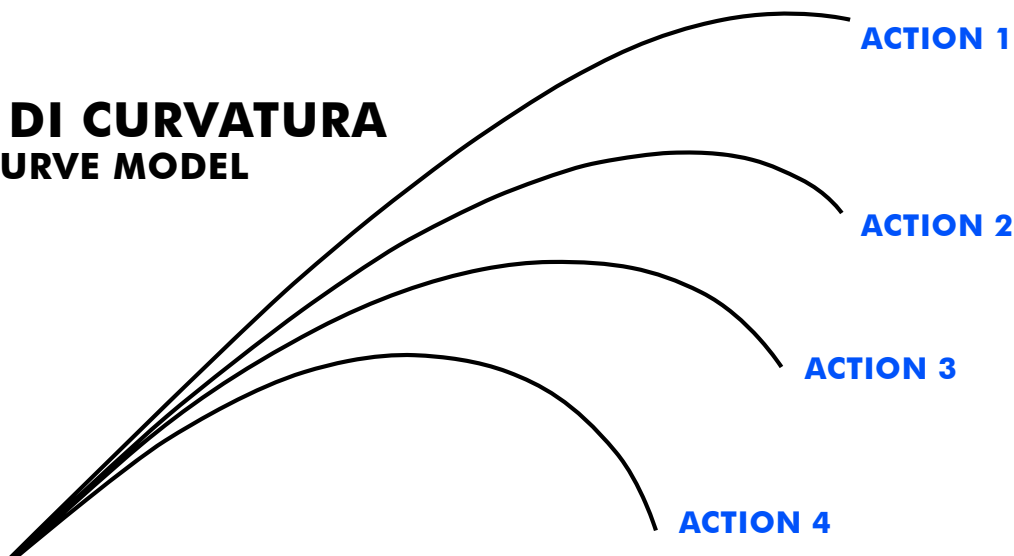 ACTION 1
DI CURVATURA
URVE MODEL
ACTION 2
ACTION 3
ACTION 4